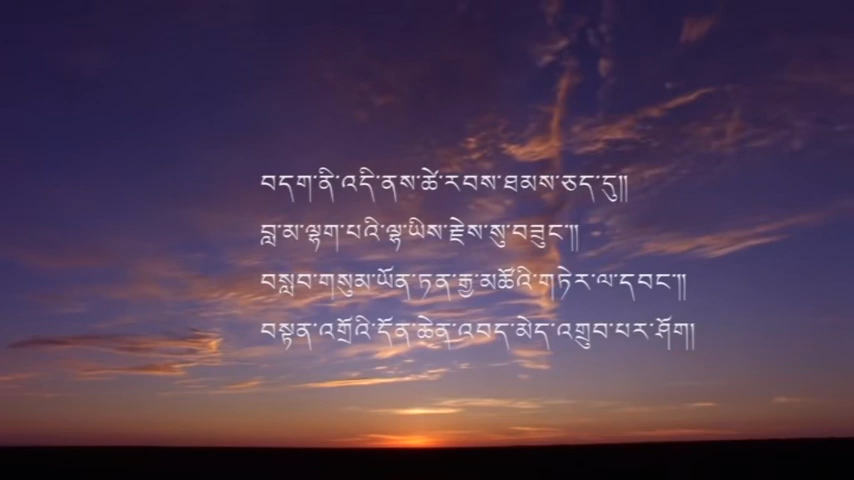 བདག་ནི་འདི་ནས་ཚེ་རབས་ཐམས་ཅད་དུ༎
བླ་མ་ལྷག་པའི་ལྷ་ཡིས་རྗེས་སུ་བཟུང་༎
བསླབ་གསུམ་ཡོན་ཏན་རྒྱ་མཚོའི་གཏེར་ལ་དབང་༎
བསྟན་འགྲོའི་དོན་ཆེན་འབད་མེད་འགྲུབ་པར་ཤོག།